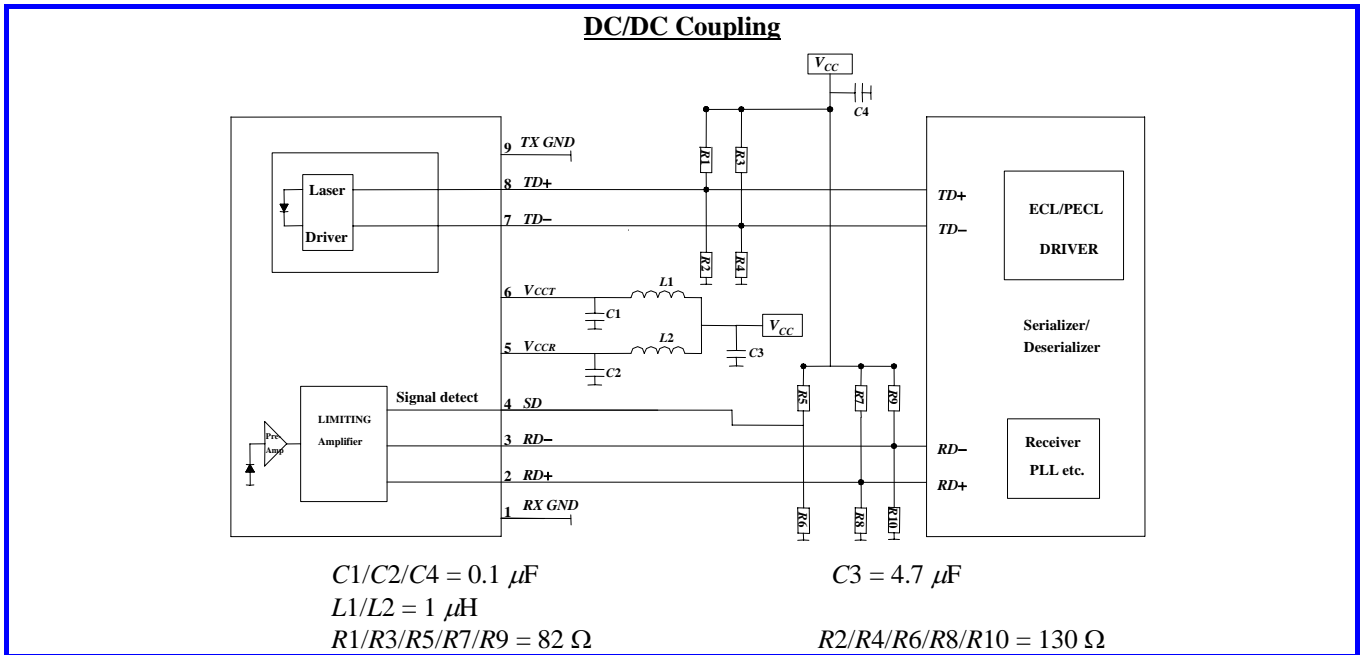 DC/DC Coupling
VCC
C4
9 TX GND
R1
R3
Laser
Driver
8 TD+
TD+
7 TD−
TD−
ECL/PECL
DRIVER
R2
R4
6 VCCT
L1
C1
VCC
5 VCCR
L2
C3
C2
Serializer/
Deserializer
R5
R7
R9
Signal detect
4 SD
LIMITING
Amplifier
Pre-
Amp
3 RD−
RD−
2 RD+
RD+
Receiver
PLL etc.
1 RX GND
R6
R8
R10
C1/C2/C4 = 0.1 μF
C3 = 4.7 μF
L1/L2 = 1 μH
R1/R3/R5/R7/R9 = 82 Ω
R2/R4/R6/R8/R10 = 130 Ω